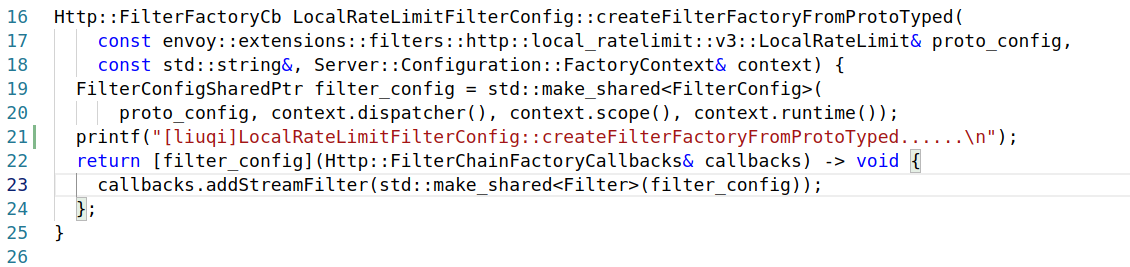 16 Http::FilterFactoryCb LocalRateLimitFilterConfig::createFilterFactoryFromProtoTyped(
17     const envoy::extensions::filters::http::local_ratelimit::v3::LocalRateLimit& proto_config,
18     const std::string&, Server::Configuration::FactoryContext& context) {
19   FilterConfigSharedPtr filter_config = std::make_shared<FilterConfig>(
20       proto_config, context.dispatcher(), context.scope(), context.runtime());
21   printf("[liuqi]LocalRateLimitFilterConfig::createFilterFactoryFromProtoTyped......\n");
22   return [filter_config](Http::FilterChainFactoryCallbacks& callbacks) -> void {
23     callbacks.addStreamFilter(std::make_shared<Filter>(filter_config));
24   };
25 }
26